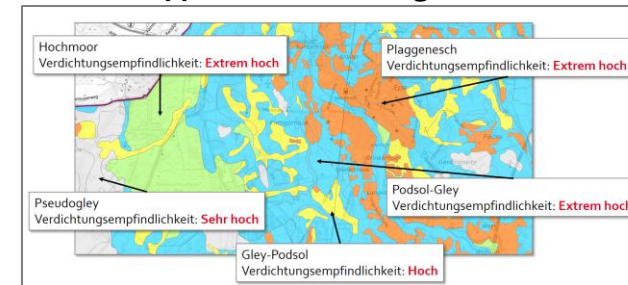 Hochmoor
Verdichtungsempfindlichkeit: Extrem hoch
Plaggenesch
Verdichtungsempfindlichkeit: Extrem hoch
Pseudogley
Verdichtungsempfindlichkeit: Sehr hoch
Podsol-Gley
Verdichtungsempfindlichkeit: Extrem hoch
Gley-Podsol
Verdichtungsempfindlichkeit: Hoch